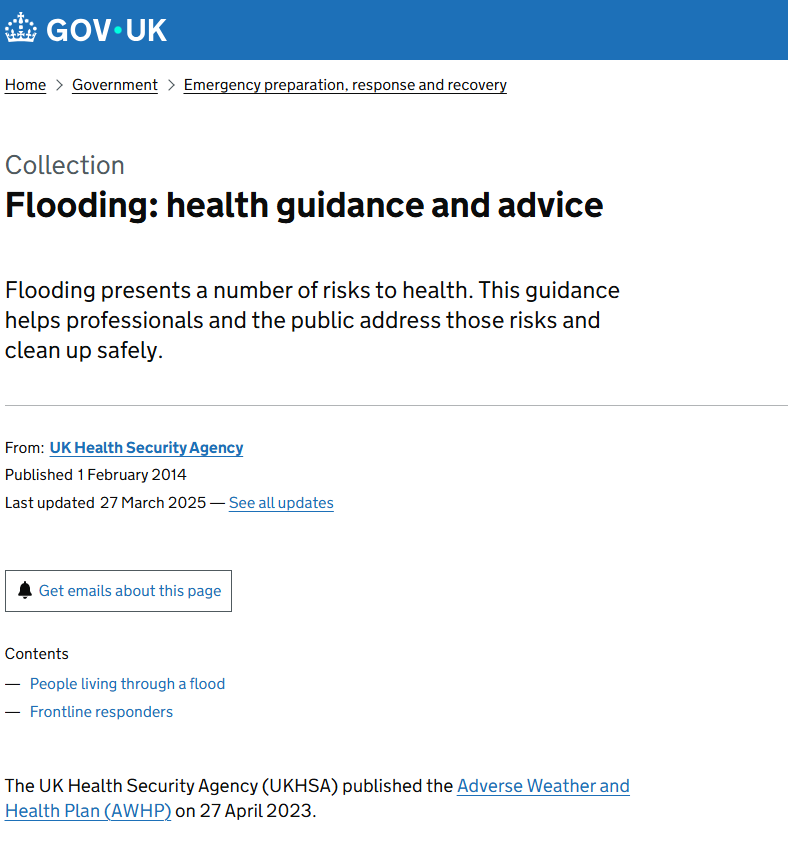 GOV·UK
Home > Government > Emergency preparation, response and recovery
Collection
Flooding: health guidance and advice
Flooding presents a number of risks to health. This guidance
helps professionals and the public address those risks and
clean up safely.
From: UK Health Security Agency
Published 1 February 2014
Last updated 27 March 2025 — See all updates
Get emails about this page
Contents
— People living through a flood
— Frontline responders
The UK Health Security Agency (UKHSA) published the Adverse Weather and
Health Plan (AWHP) on 27 April 2023.